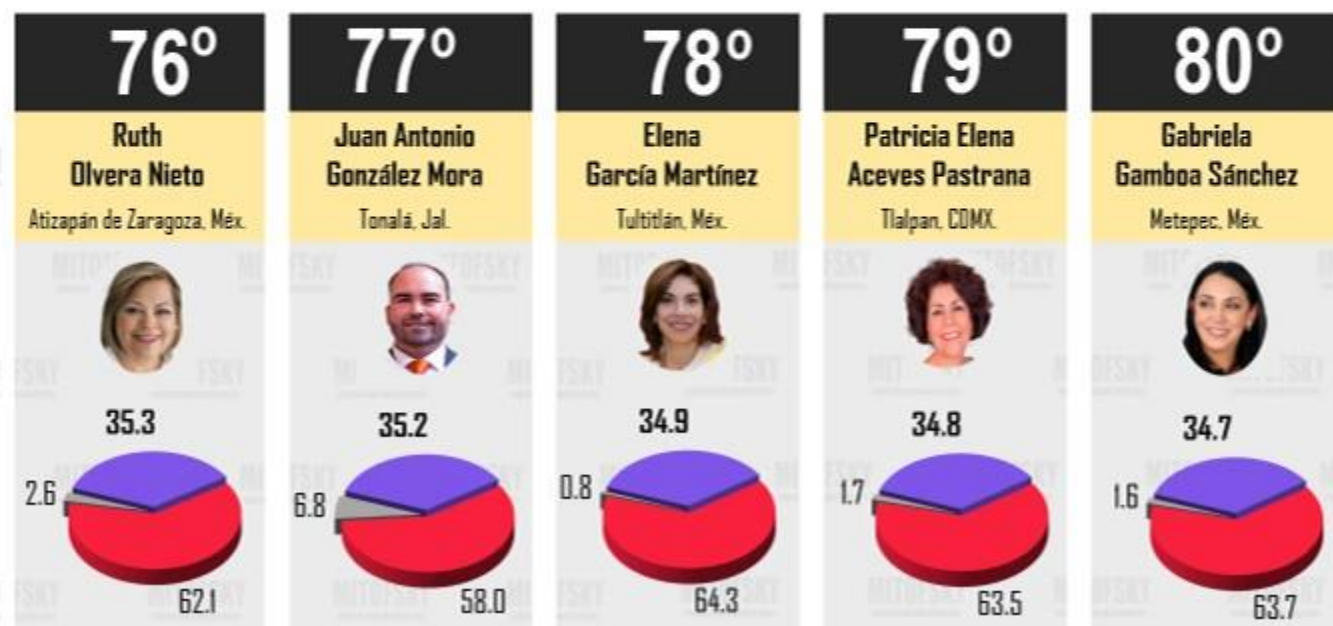 76º
Ruth
Olvera Nieto
Atizapán de Zaragoza, Méx.
35.3
2.6
62.1
77º
Juan Antonio
González Mora
Tonalá, Jal.
35.2
6.8
58.0
78º
Elena
García Martínez
Tultitlán, Méx.
34.9
0.8
64.3
79º
Patricia Elena
Aceves Pastrana
Tlalpan, CDMX.
34.8
1.7
63.5
80º
Gabriela
Gamboa Sánchez
Metepec, Méx.
34.7
1.6
63.7
MITOFSKY